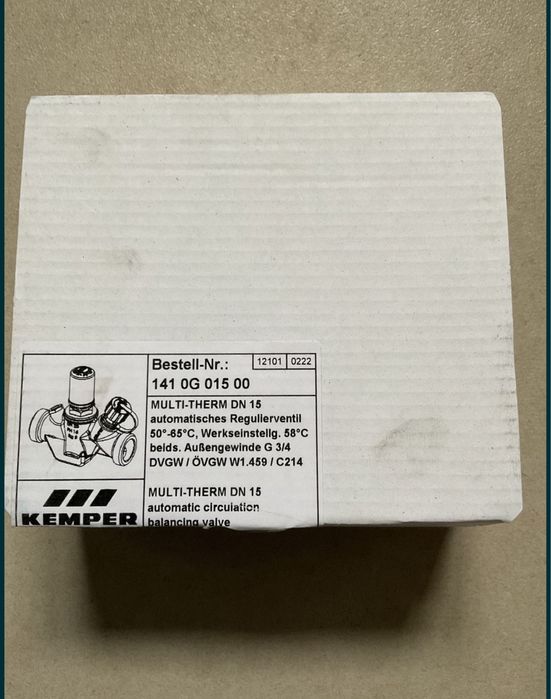 Bestell-Nr.: 12101 0222
141 0G 015 00
MULTI-THERM DN 15
automatisches Regulierventil
50°-65°C, Werkseinstellg. 58°C
beids. Außengewinde G 3/4
DVGW / ÖVGW W1.459 / C214
MULTI-THERM DN 15
automatic circulation
balancing valve
KEMPER